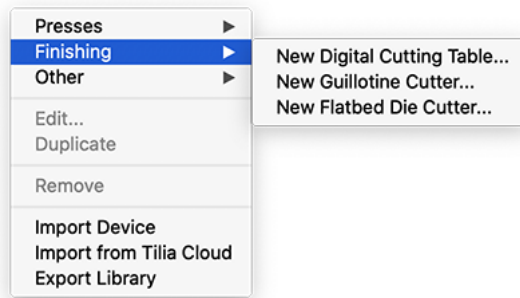 Presses
Finishing
Other
Edit...
Duplicate
Remove
Import Device
Import from Tilia Cloud
Export Library
New Digital Cutting Table...
New Guillotine Cutter...
New Flatbed Die Cutter...